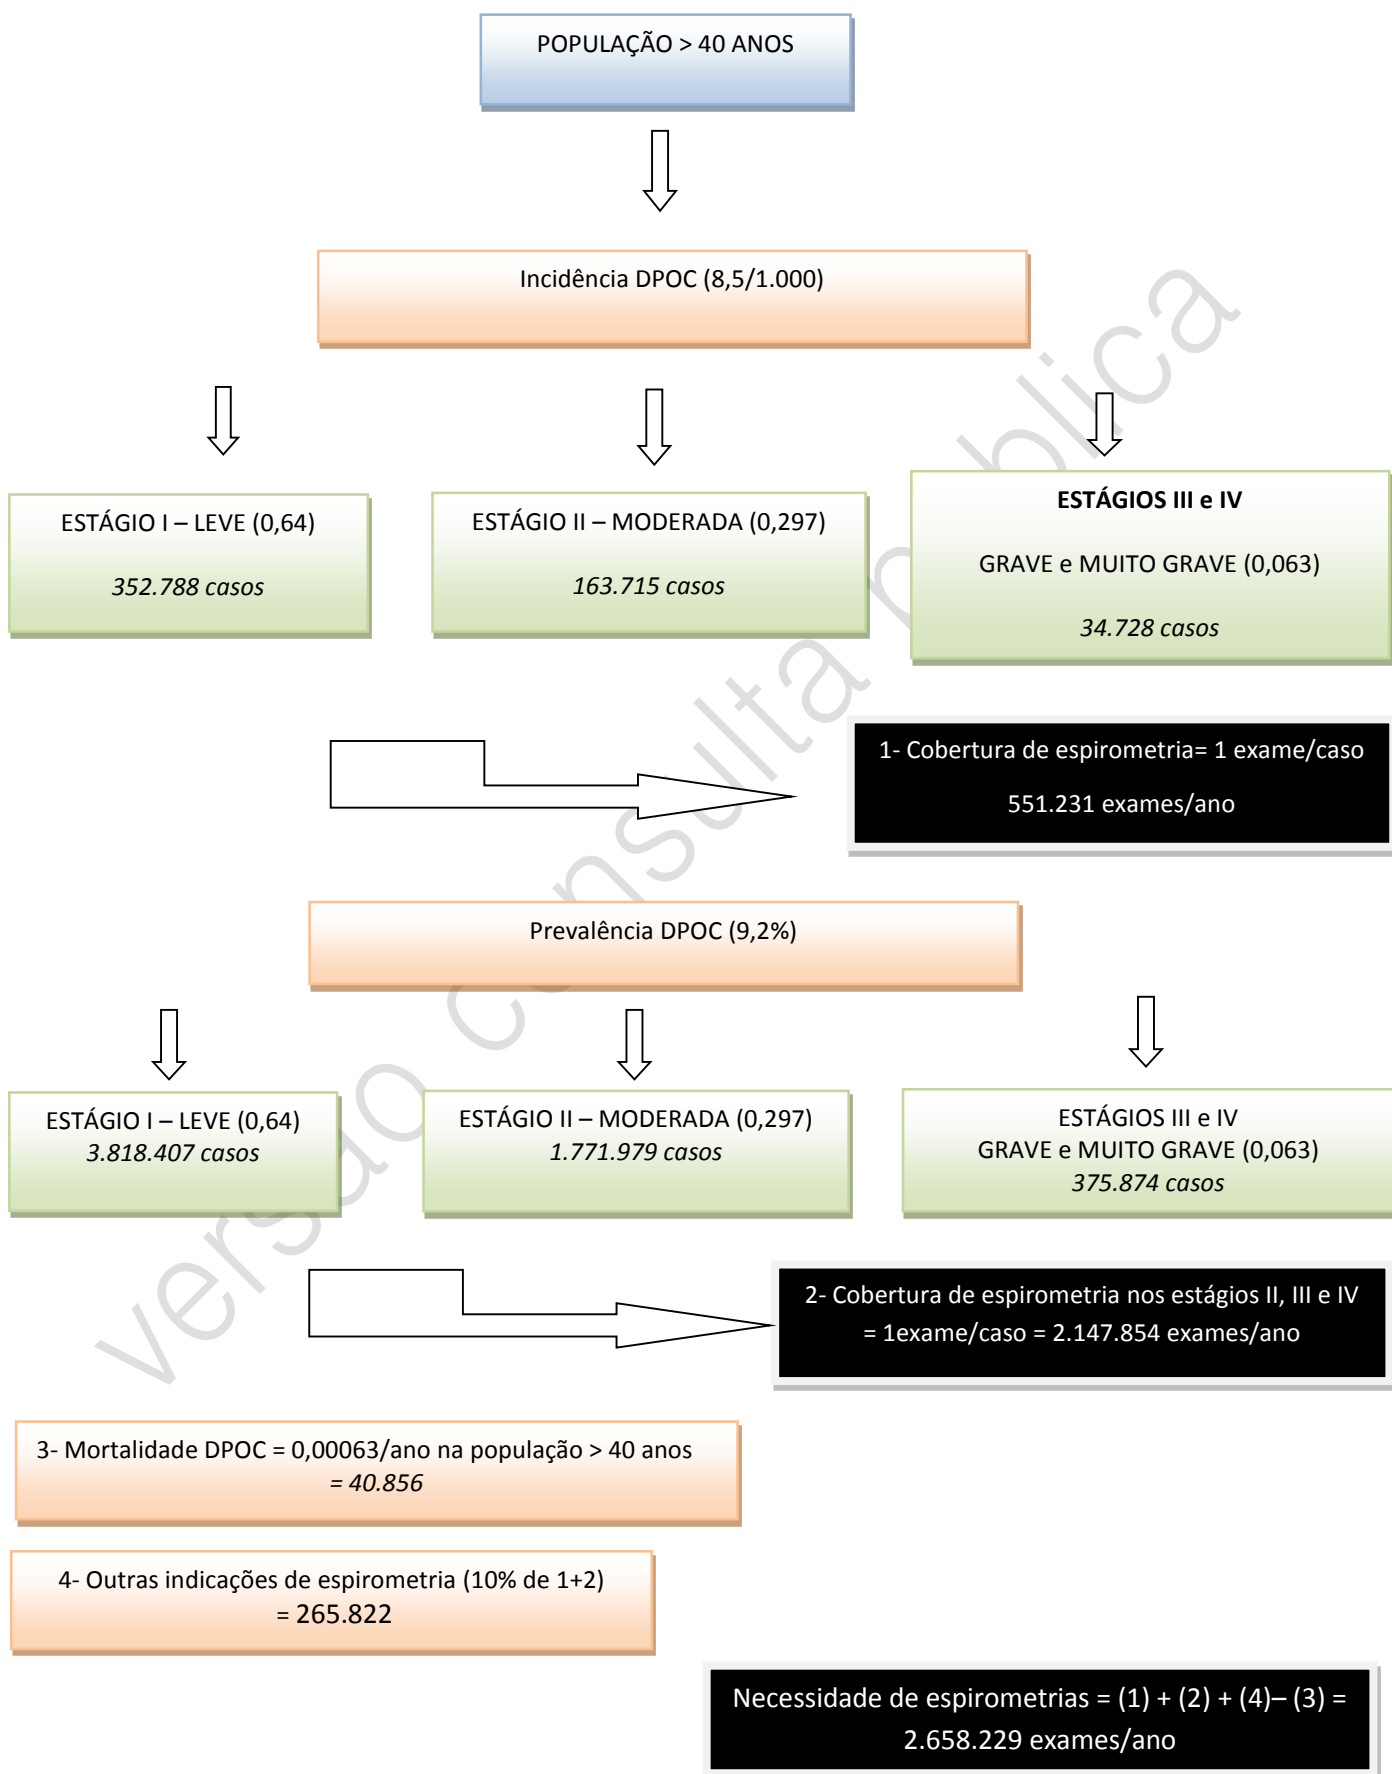 POPULAÇÃO > 40 ANOS
Incidência DPOC (8,5/1.000)
ESTÁGIO I – LEVE (0,64)
352.788 casos
ESTÁGIO II – MODERADA (0,297)
163.715 casos
ESTÁGIOS III e IV
GRAVE e MUITO GRAVE (0,063)
34.728 casos
1- Cobertura de espirometria= 1 exame/caso
551.231 exames/ano
Prevalência DPOC (9,2%)
ESTÁGIO I – LEVE (0,64)
3.818.407 casos
ESTÁGIO II – MODERADA (0,297)
1.771.979 casos
ESTÁGIOS III e IV
GRAVE e MUITO GRAVE (0,063)
375.874 casos
2- Cobertura de espirometria nos estágios II, III e IV
= 1exame/caso = 2.147.854 exames/ano
3- Mortalidade DPOC = 0,00063/ano na população > 40 anos
= 40.856
4- Outras indicações de espirometria (10% de 1+2)
= 265.822
Necessidade de espirometrias = (1) + (2) + (4)– (3) =
2.658.229 exames/ano
versão consulta pública